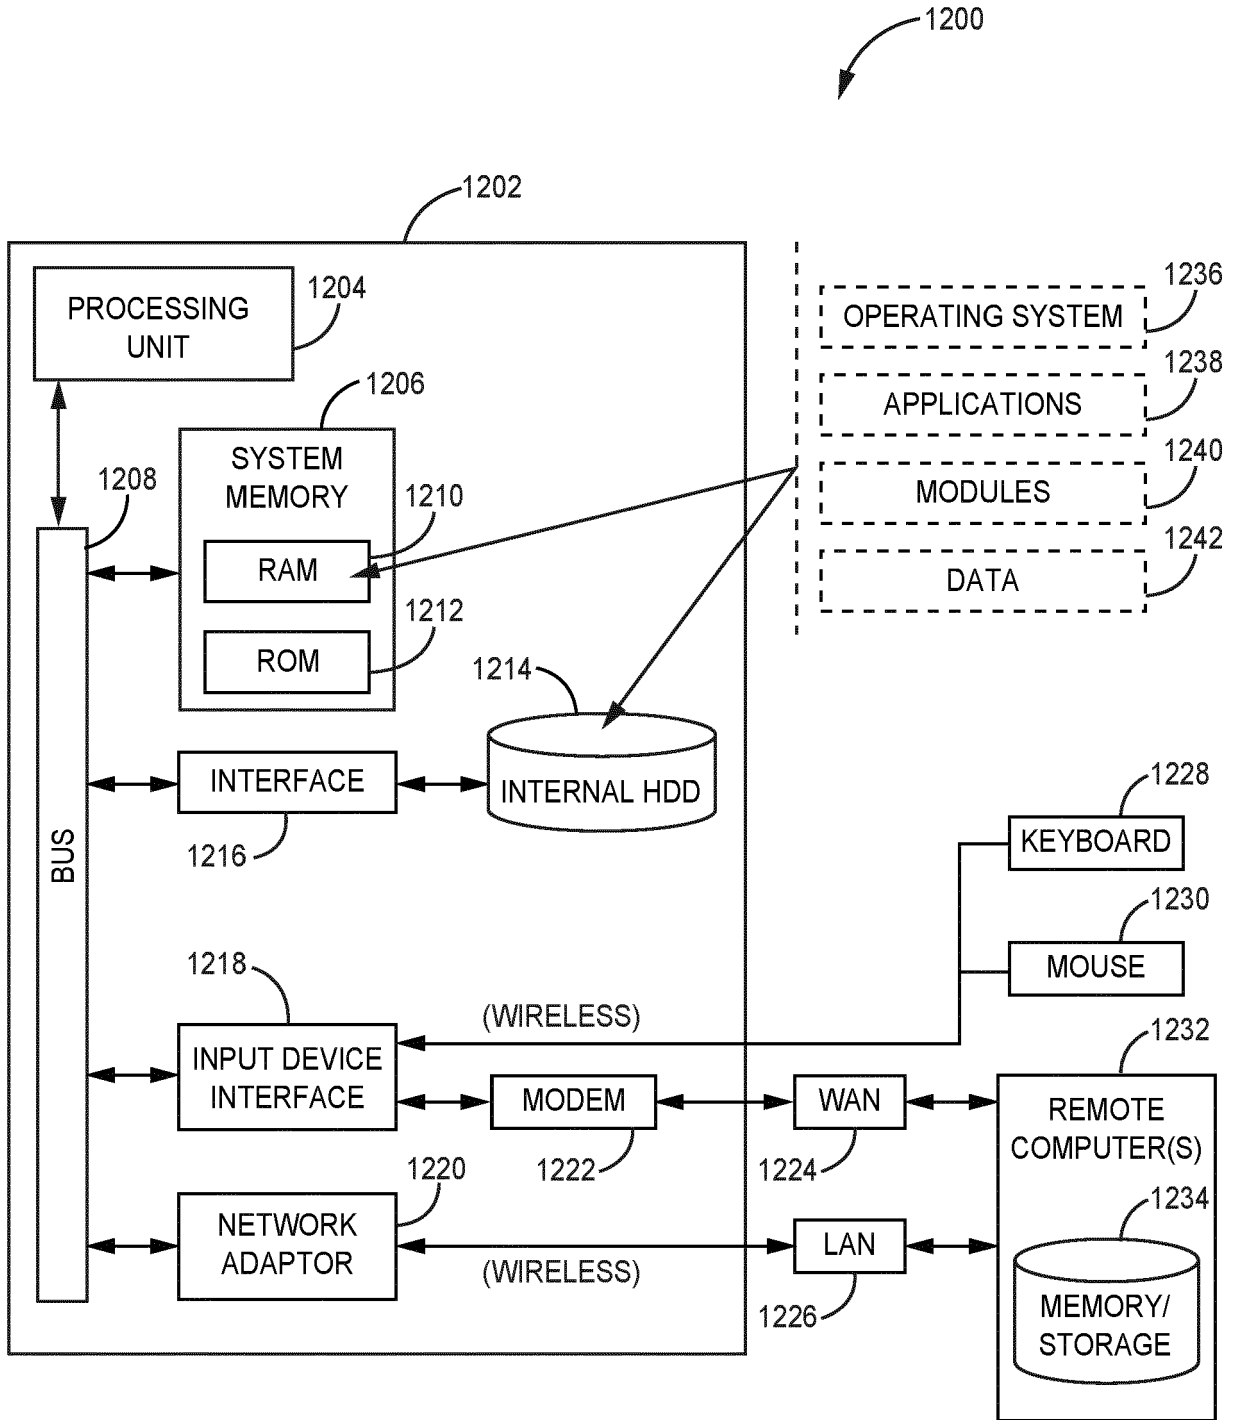 1200
1202
PROCESSING
UNIT
1204
1206
SYSTEM
MEMORY
1208
1210
RAM
1212
ROM
1214
INTERNAL HDD
INTERFACE
1216
BUS
OPERATING SYSTEM
1236
APPLICATIONS
1238
MODULES
1240
DATA
1242
1228
KEYBOARD
1230
MOUSE
1218
INPUT DEVICE
INTERFACE
(WIRELESS)
MODEM
1222
WAN
1224
1232
REMOTE
COMPUTER(S)
1220
NETWORK
ADAPTOR
(WIRELESS)
LAN
1226
1234
MEMORY/
STORAGE